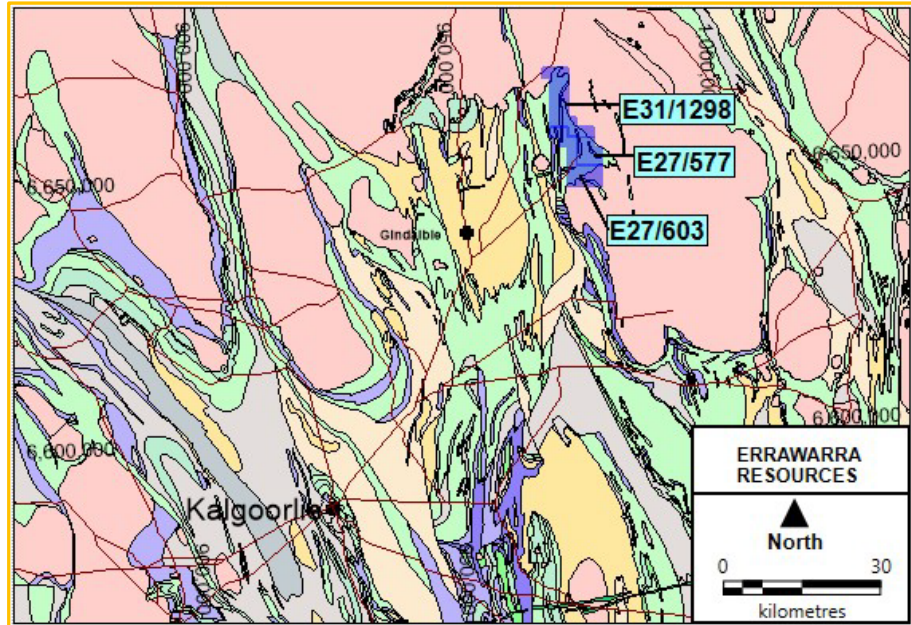 E31/1298
E27/577
E27/603
6,650,000
6,650,000
Gindalbie
6,600,000
6,600,000
Kalgoorlie
ERRAWARRA
RESOURCES
North
0
30
kilometres